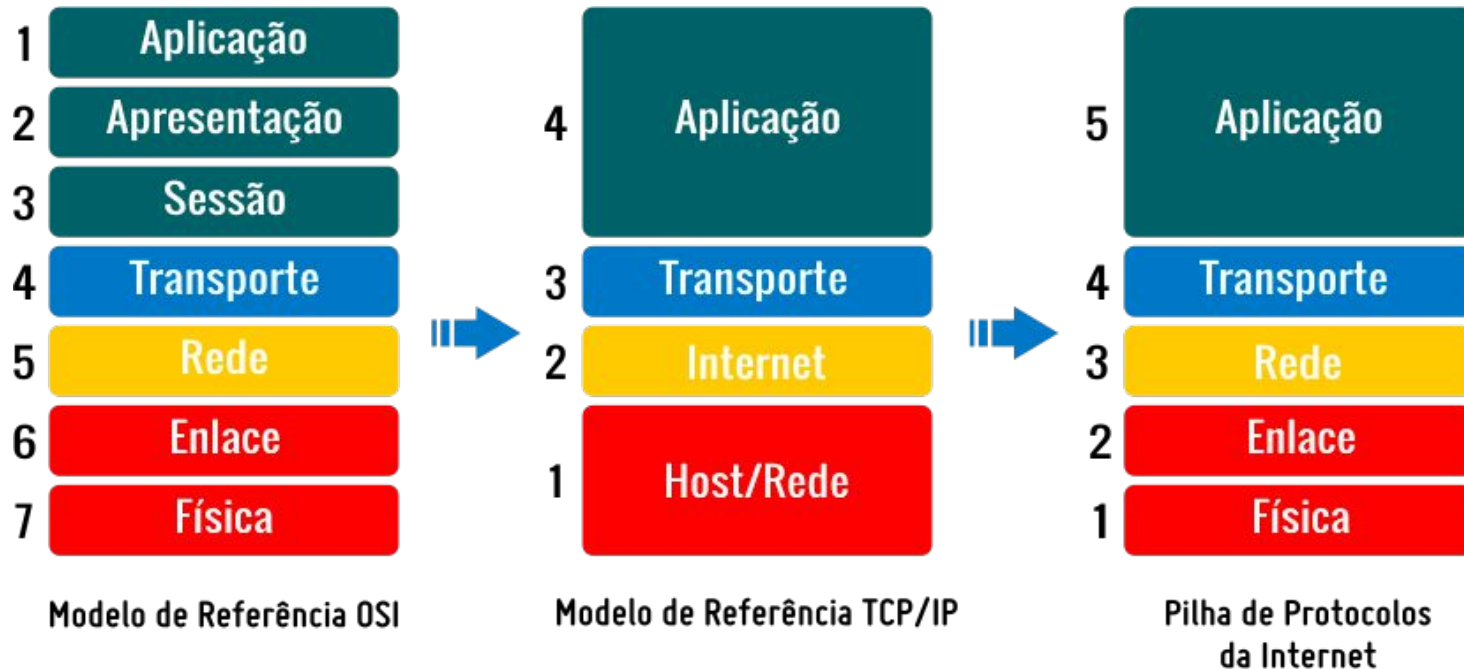 1 Aplicação
2 Apresentação
3 Sessão
4 Transporte
5 Rede
6 Enlace
7 Física
Modelo de Referência OSI
4 Aplicação
3 Transporte
2 Internet
1 Host/Rede
Modelo de Referência TCP/IP
5 Aplicação
4 Transporte
3 Rede
2 Enlace
1 Física
Pilha de Protocolos
da Internet